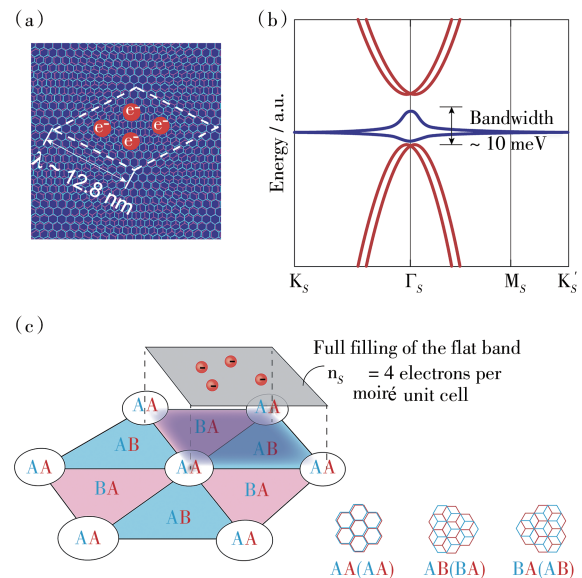 (a)
e⁻
e⁻
e⁻
e⁻
λ ~ 12.8 nm
(b)
Energy / a.u.
Bandwidth
~ 10 meV
K_S
Γ_S
M_S
K_S′
(c)
Full filling of the flat band
n_S = 4 electrons per
moiré unit cell
AA
AA
BA
AB
AB
AA
AA
AA
BA
BA
AB
AA
AA
AA(AA)
AB(BA)
BA(AB)